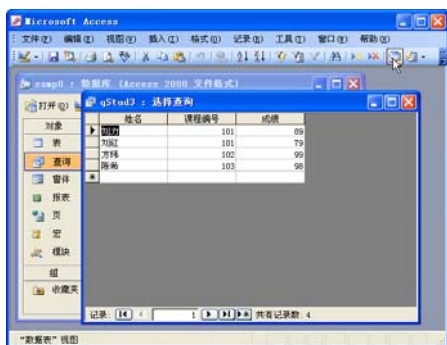 Microsoft Access
文件(F) 编辑(E) 视图(V) 插入(I) 格式(O) 记录(R) 工具(T) 窗口(W) 帮助(H)
samp0 : 数据库 (Access 2000 文件格式)
打开(O)
qStud3 : 选择查询
对象
表
查询
窗体
报表
页
宏
模块
组
收藏夹
姓名 课程编号 成绩
刘力 101 89
刘红 101 79
方韩 102 99
陈希 103 98
记录: 1 共有记录数: 4
“数据表” 视图